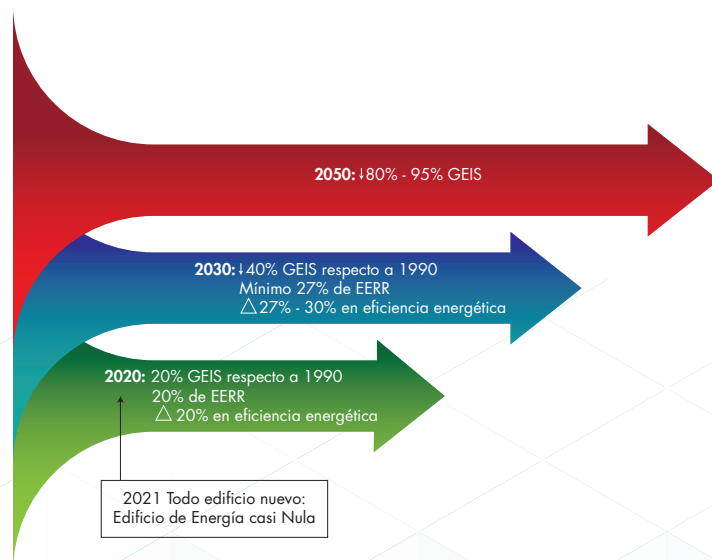 2050: ↓80% - 95% GEIS
2030: ↓40% GEIS respecto a 1990
Mínimo 27% de EERR
△27% - 30% en eficiencia energética
2020: 20% GEIS respecto a 1990
20% de EERR
△ 20% en eficiencia energética
2021 Todo edificio nuevo:
Edificio de Energía casi Nula